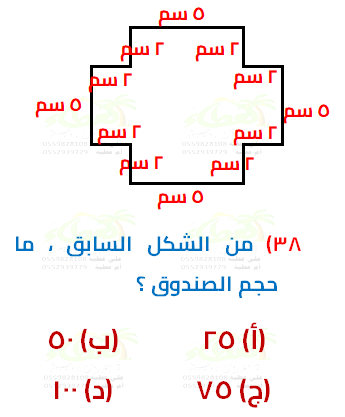 ٥ سم
٢ سم ٢ سم
٢ سم ٢ سم
٥ سم ٥ سم
٢ سم ٢ سم
٢ سم ٢ سم
٥ سم
٣٨) من الشكل السابق ، ما
حجم الصندوق ؟
(أ) ٢٥ (ب) ٥٠
(ج) ٧٥ (د) ١٠٠